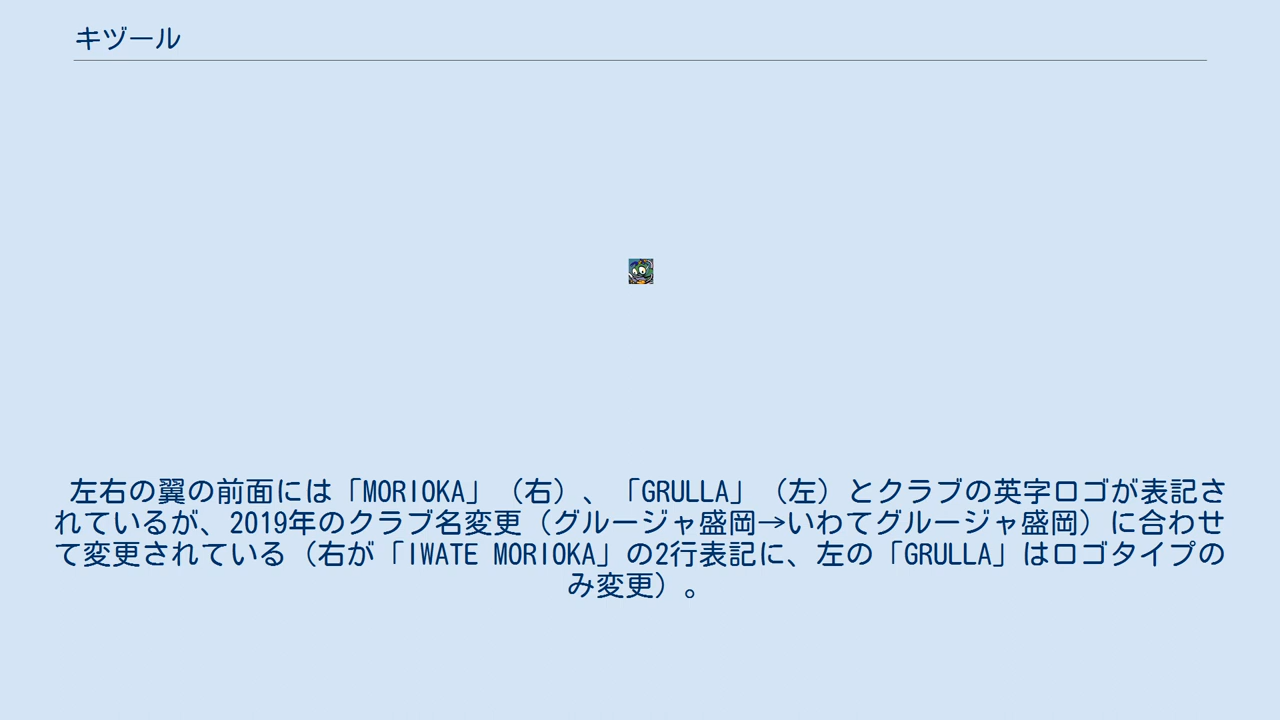 キヅール
左右の翼の前面には「MORIOKA」（右）、「GRULLA」（左）とクラブの英字ロゴが表記さ
れているが、2019年のクラブ名変更（グルージャ盛岡→いわてグルージャ盛岡）に合わせ
て変更されている（右が「IWATE MORIOKA」の2行表記に、左の「GRULLA」はロゴタイプの
み変更）。